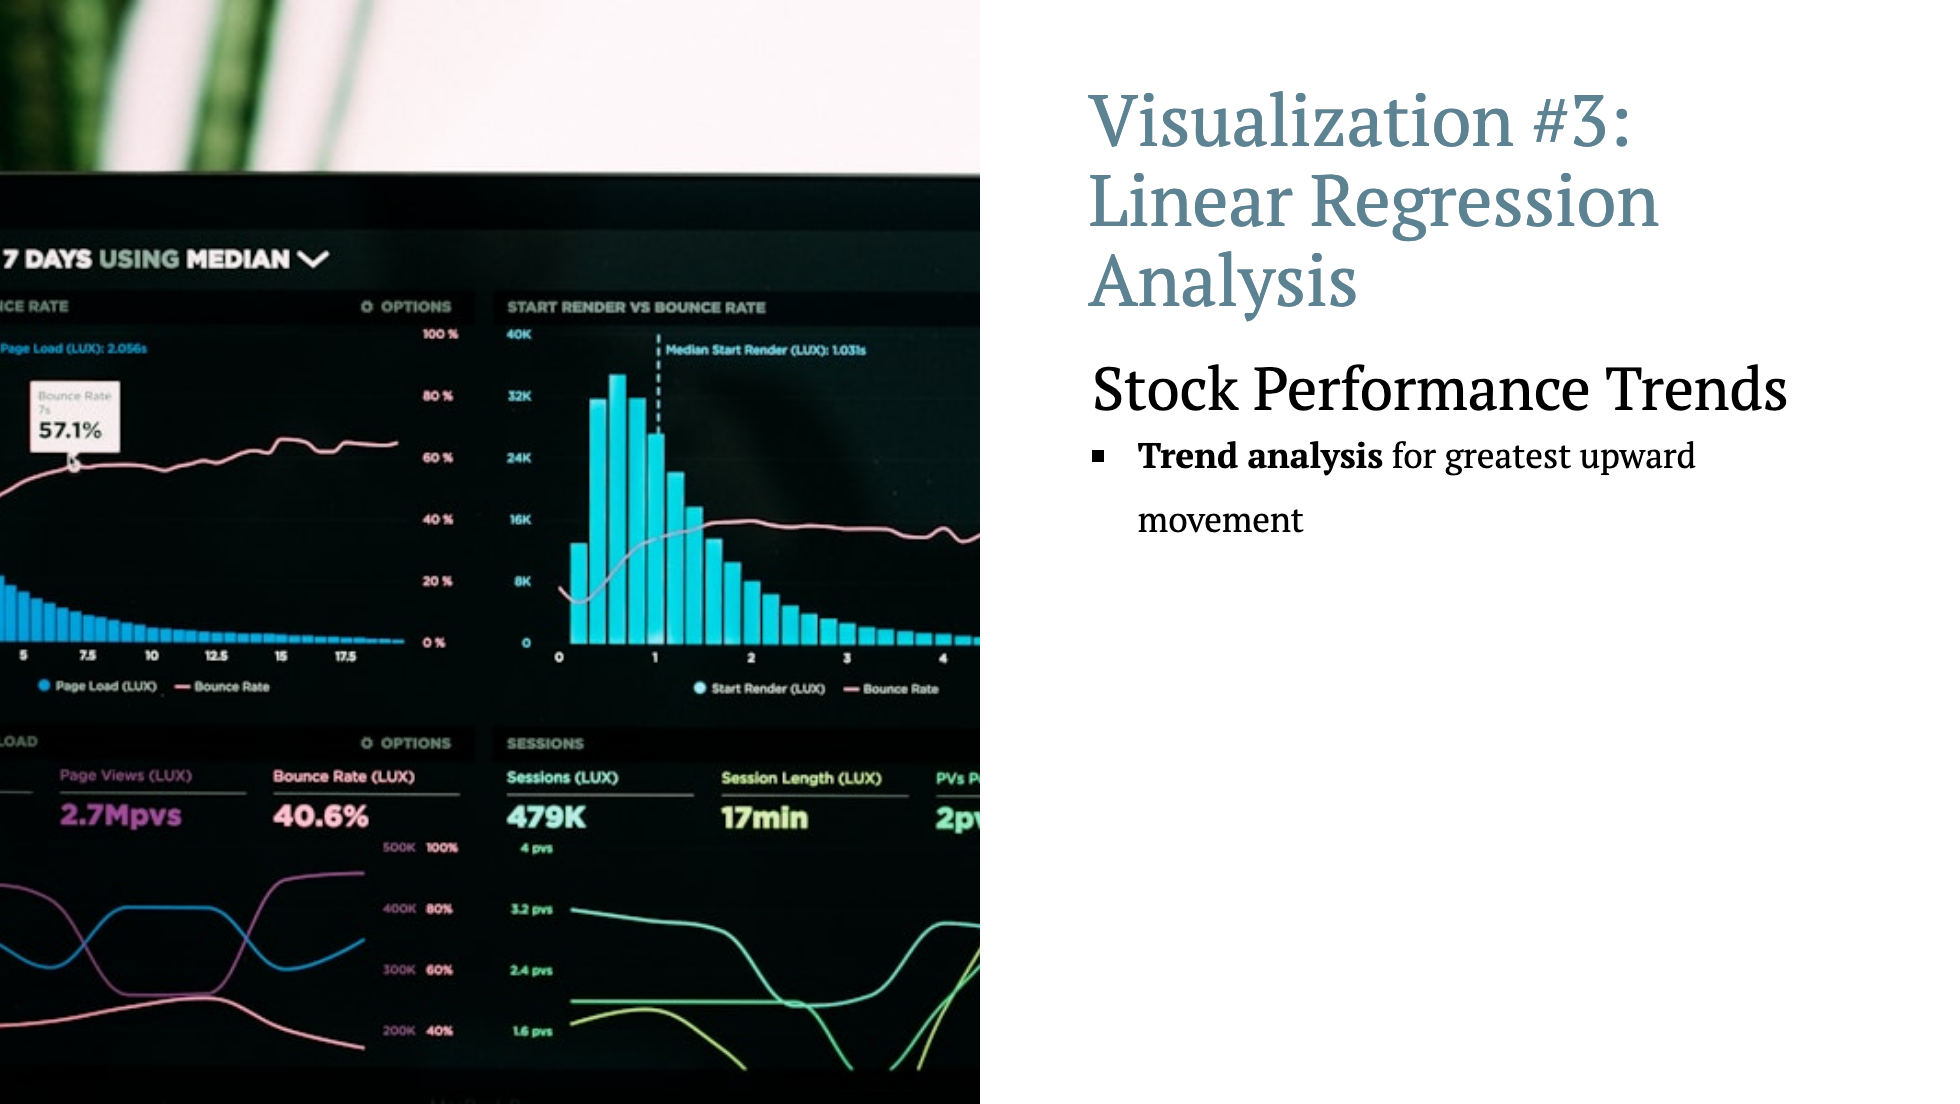 7 DAYS USING MEDIAN
NCE RATE
OPTIONS
100 %
80 %
60 %
40 %
20 %
0 %
Page Load (LUX): 2.056s
Bounce Rate
7s
57.1%
5 7.5 10 12.5 15 17.5
Page Load (LUX) Bounce Rate
START RENDER VS BOUNCE RATE
40K
32K
24K
16K
8K
0
Median Start Render (LUX): 1.031s
0 1 2 3 4
Start Render (LUX) Bounce Rate
LOAD
OPTIONS
Page Views (LUX)
2.7Mpvs
Bounce Rate (LUX)
40.6%
500K 100%
400K 80%
300K 60%
200K 40%
SESSIONS
Sessions (LUX)
479K
Session Length (LUX)
17min
PVs P
2pv
4 pvs
3.2 pvs
2.4 pvs
1.6 pvs
Visualization #3:
Linear Regression
Analysis
Stock Performance Trends
▪ Trend analysis for greatest upward
movement